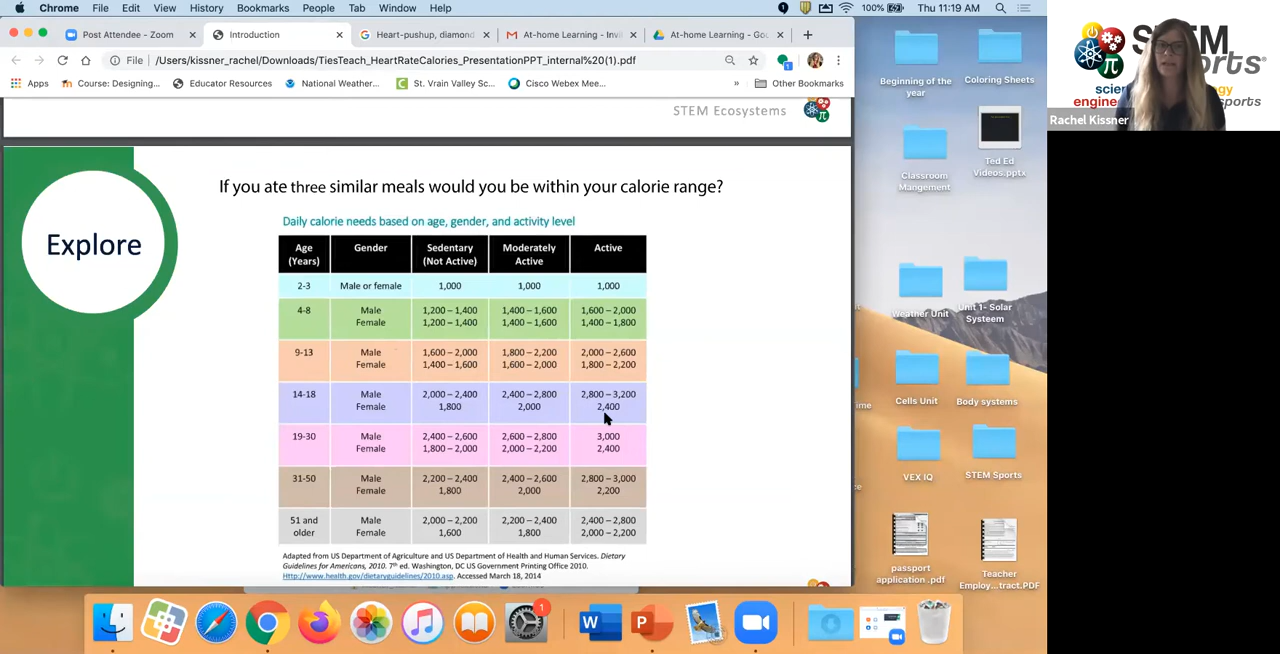 Chrome File Edit View History Bookmarks People Tab Window Help
100% Thu 11:19 AM
Post Attendee - Zoom
Introduction
Heart-pushup, diamond
At-home Learning - Invi
At-home Learning - Goo
/Users/kissner_rachel/Downloads/TiesTeach_HeartRateCalories_PresentationPPT_internal%20(1).pdf
File
Apps Course: Designing... Educator Resources National Weather... St. Vrain Valley Sc... Cisco Webex Mee... » Other Bookmarks
STEM Ecosystems
Explore
If you ate three similar meals would you be within your calorie range?
Daily calorie needs based on age, gender, and activity level
Age (Years) Gender Sedentary (Not Active) Moderately Active Active
2-3 Male or female 1,000 1,000 1,000
4-8 Male 1,200 – 1,400 1,400 – 1,600 1,600 – 2,000
Female 1,200 – 1,400 1,400 – 1,600 1,400 – 1,800
9-13 Male 1,600 – 2,000 1,800 – 2,200 2,000 – 2,600
Female 1,400 – 1,600 1,600 – 2,000 1,800 – 2,200
14-18 Male 2,000 – 2,400 2,400 – 2,800 2,800 – 3,200
Female 1,800 2,000 2,400
19-30 Male 2,400 – 2,600 2,600 – 2,800 3,000
Female 1,800 – 2,000 2,000 – 2,200 2,400
31-50 Male 2,200 – 2,400 2,400 – 2,600 2,800 – 3,000
Female 1,800 2,000 2,200
51 and older Male 2,000 – 2,200 2,200 – 2,400 2,400 – 2,800
Female 1,600 1,800 2,000 – 2,200
Adapted from US Department of Agriculture and US Department of Health and Human Services. Dietary
Guidelines for Americans, 2010. 7th ed. Washington, DC US Government Printing Office 2010.
Http://www.health.gov/dietaryguidelines/2010.asp. Accessed March 18, 2014
Beginning of the year
Coloring Sheets
Classroom Mangement
Ted Ed Videos.pptx
Weather Unit
Unit 1- Solar Systeem
Cells Unit
Body systems
VEX IQ
STEM Sports
passport application .pdf
Teacher Employ...tract.PDF
STEM
orts®
scien
engine
Rachel Kissner